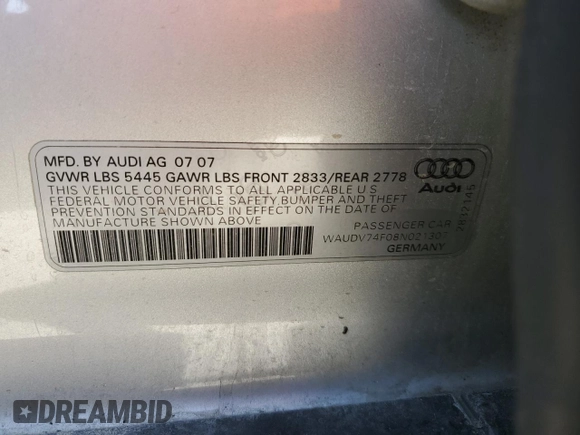 MFD. BY AUDI AG 07 07
GVWR LBS 5445 GAWR LBS FRONT 2833/REAR 2778
THIS VEHICLE CONFORMS TO ALL APPLICABLE U S
FEDERAL MOTOR VEHICLE SAFETY,BUMPER AND THEFT
PREVENTION STANDARDS IN EFFECT ON THE DATE OF
MANUFACTURE SHOWN ABOVE
Audi
7812145
PASSENGER CAR
GERMANY
DREAMBID